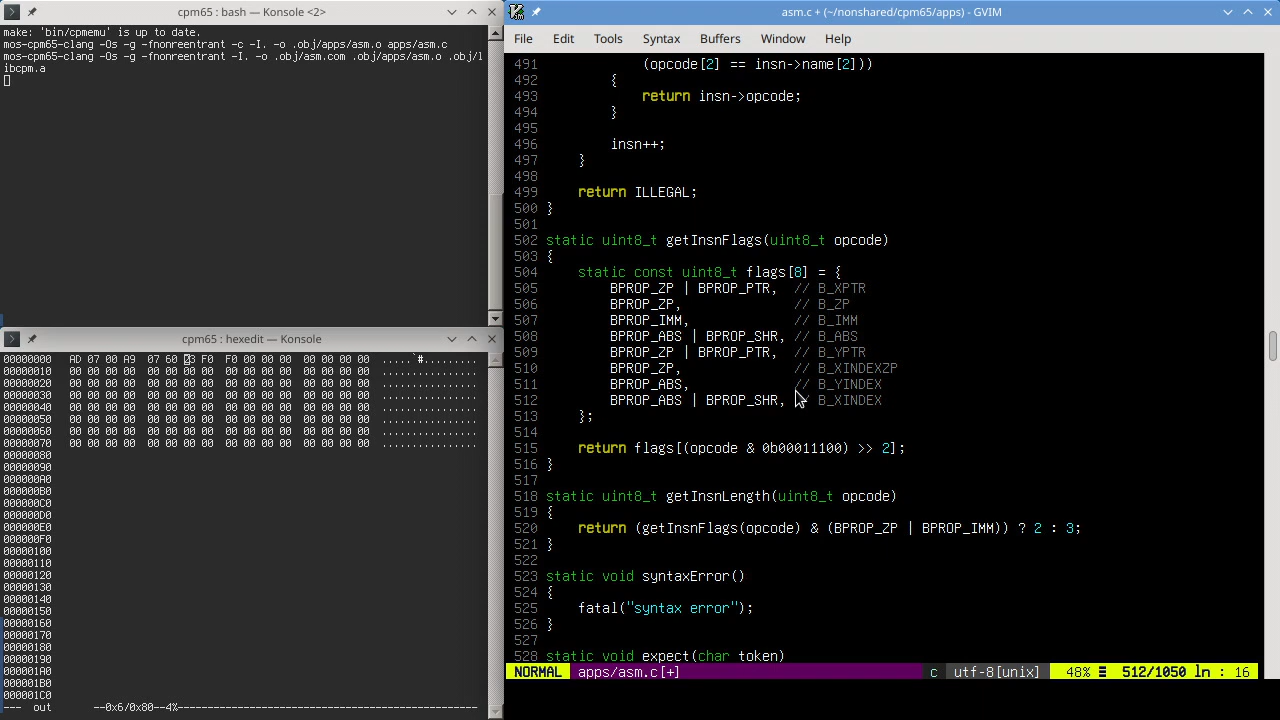 cpm65 : bash — Konsole <2>
make: 'bin/cpmemu' is up to date.
mos-cpm65-clang -Os -g -fnonreentrant -c -I. -o .obj/apps/asm.o apps/asm.c
mos-cpm65-clang -Os -g -fnonreentrant -I. -o .obj/asm.com .obj/apps/asm.o .obj/l
ibcpm.a
cpm65 : hexedit — Konsole
00000000 AD 07 00 A9 07 60 23 F0 F0 00 00 00 00 00 00 00 .....`#.........
00000010 00 00 00 00 00 00 00 00 00 00 00 00 00 00 00 00 ................
00000020 00 00 00 00 00 00 00 00 00 00 00 00 00 00 00 00 ................
00000030 00 00 00 00 00 00 00 00 00 00 00 00 00 00 00 00 ................
00000040 00 00 00 00 00 00 00 00 00 00 00 00 00 00 00 00 ................
00000050 00 00 00 00 00 00 00 00 00 00 00 00 00 00 00 00 ................
00000060 00 00 00 00 00 00 00 00 00 00 00 00 00 00 00 00 ................
00000070 00 00 00 00 00 00 00 00 00 00 00 00 00 00 00 00 ................
00000080
00000090
000000A0
000000B0
000000C0
000000D0
000000E0
000000F0
00000100
00000110
00000120
00000130
00000140
00000150
00000160
00000170
00000180
00000190
000001A0
000001B0
000001C0
--- out --0x6/0x80--4%------------------------------------------------
asm.c + (~/nonshared/cpm65/apps) - GVIM
File Edit Tools Syntax Buffers Window Help
491 (opcode[2] == insn->name[2]))
492 {
493 return insn->opcode;
494 }
495
496 insn++;
497 }
498
499 return ILLEGAL;
500 }
501
502 static uint8_t getInsnFlags(uint8_t opcode)
503 {
504 static const uint8_t flags[8] = {
505 BPROP_ZP | BPROP_PTR, // B_XPTR
506 BPROP_ZP, // B_ZP
507 BPROP_IMM, // B_IMM
508 BPROP_ABS | BPROP_SHR, // B_ABS
509 BPROP_ZP | BPROP_PTR, // B_YPTR
510 BPROP_ZP, // B_XINDEXZP
511 BPROP_ABS, // B_YINDEX
512 BPROP_ABS | BPROP_SHR, // B_XINDEX
513 };
514
515 return flags[(opcode & 0b00011100) >> 2];
516 }
517
518 static uint8_t getInsnLength(uint8_t opcode)
519 {
520 return (getInsnFlags(opcode) & (BPROP_ZP | BPROP_IMM)) ? 2 : 3;
521 }
522
523 static void syntaxError()
524 {
525 fatal("syntax error");
526 }
527
528 static void expect(char token)
NORMAL apps/asm.c[+] c utf-8[unix] 48% ☰ 512/1050 ln : 16